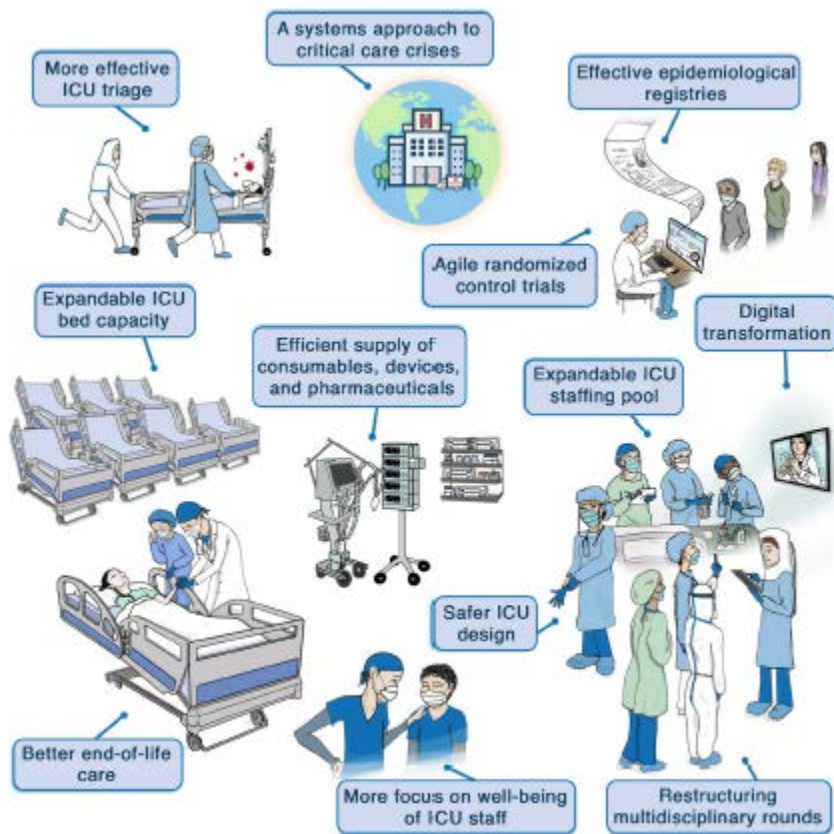 A systems approach to
critical care crises
More effective
ICU triage
Effective epidemiological
registries
H
Agile randomized
control trials
Expandable ICU
bed capacity
Digital
transformation
Efficient supply of
consumables, devices,
and pharmaceuticals
Expandable ICU
staffing pool
Safer ICU
design
Better end-of-life
care
More focus on well-being
of ICU staff
Restructuring
multidisciplinary rounds